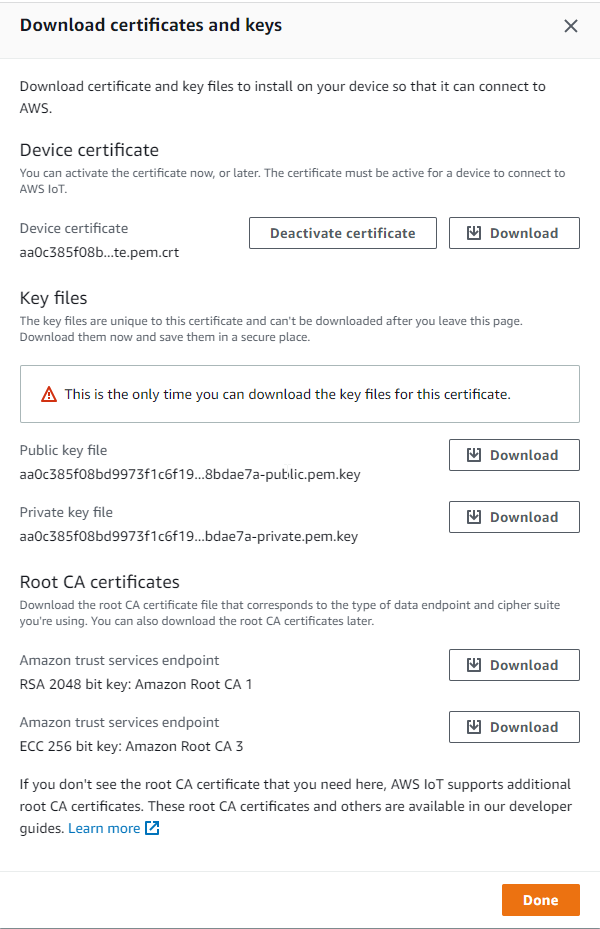 Download certificates and keys
Download certificate and key files to install on your device so that it can connect to
AWS.
Device certificate
You can activate the certificate now, or later. The certificate must be active for a device to connect to
AWS IoT.
Device certificate
aa0c385f08b...te.pem.crt
Deactivate certificate
Download
Key files
The key files are unique to this certificate and can't be downloaded after you leave this page.
Download them now and save them in a secure place.
This is the only time you can download the key files for this certificate.
Public key file
aa0c385f08bd9973f1c6f19...8bdae7a-public.pem.key
Download
Private key file
aa0c385f08bd9973f1c6f19...bdae7a-private.pem.key
Download
Root CA certificates
Download the root CA certificate file that corresponds to the type of data endpoint and cipher suite
you're using. You can also download the root CA certificates later.
Amazon trust services endpoint
RSA 2048 bit key: Amazon Root CA 1
Download
Amazon trust services endpoint
ECC 256 bit key: Amazon Root CA 3
Download
If you don't see the root CA certificate that you need here, AWS IoT supports additional
root CA certificates. These root CA certificates and others are available in our developer
guides. Learn more
Done